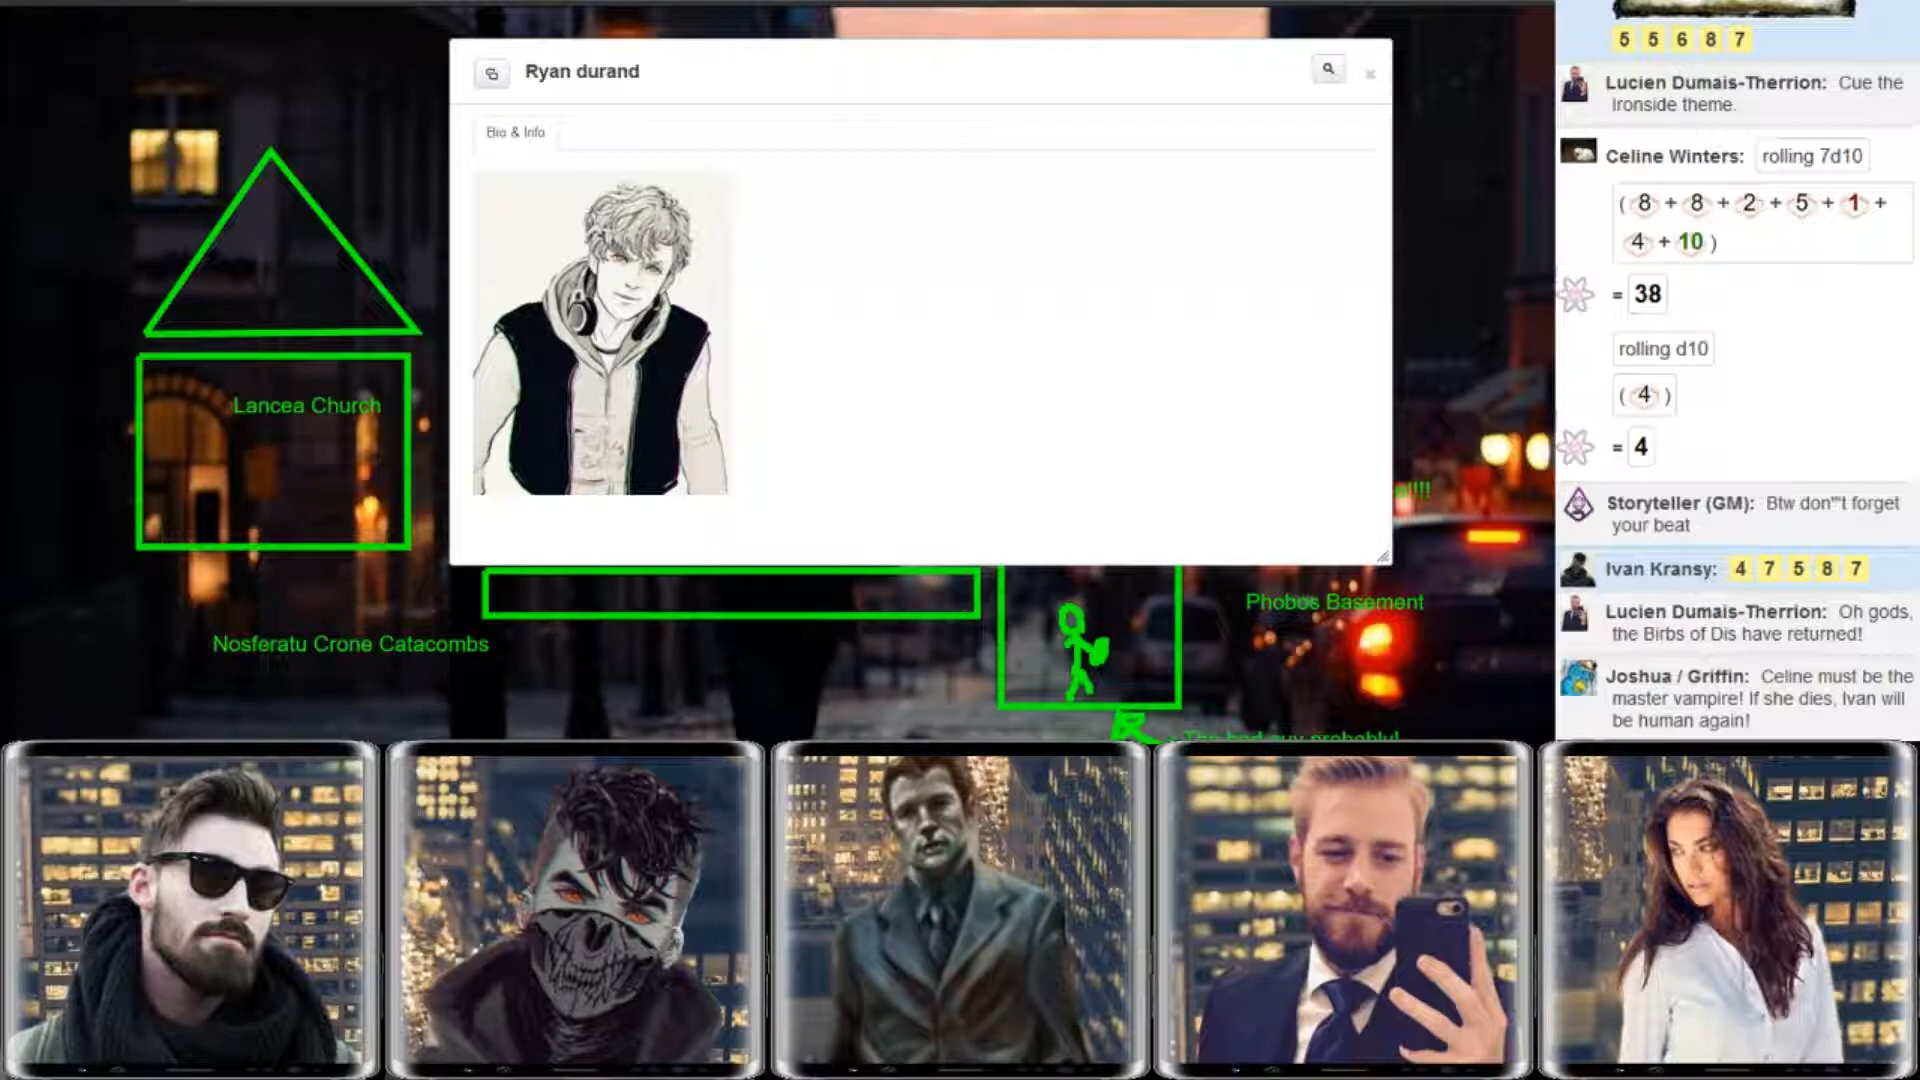 Ryan durand
Bio & Info
Lancea Church
Nosferatu Crone Catacombs
Phobos Basement
The bad guy probably!
5 5 6 8 7
Lucien Dumais-Therrion: Cue the
Ironside theme.
Celine Winters: rolling 7d10
( 8 + 8 + 2 + 5 + 1 +
4 + 10 )
= 38
rolling d10
( 4 )
= 4
Storyteller (GM): Btw don'"t forget
your beat
Ivan Kransy: 4 7 5 8 7
Lucien Dumais-Therrion: Oh gods,
the Birbs of Dis have returned!
Joshua / Griffin: Celine must be the
master vampire! If she dies, Ivan will
be human again!